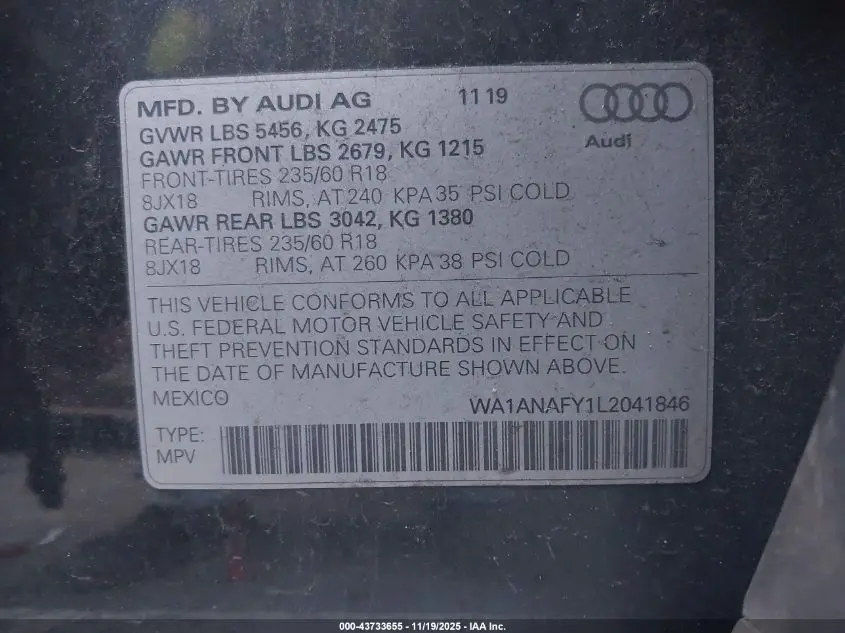 MFD. BY AUDI AG 11 19
GVWR LBS 5456, KG 2475
Audi
GAWR FRONT LBS 2679, KG 1215
FRONT-TIRES 235/60 R18
8JX18 RIMS, AT 240 KPA 35 PSI COLD
GAWR REAR LBS 3042, KG 1380
REAR-TIRES 235/60 R18
8JX18 RIMS, AT 260 KPA 38 PSI COLD
THIS VEHICLE CONFORMS TO ALL APPLICABLE
U.S. FEDERAL MOTOR VEHICLE SAFETY AND
THEFT PREVENTION STANDARDS IN EFFECT ON
THE DATE OF MANUFACTURE SHOWN ABOVE.
MEXICO
WA1ANAFY1L2041846
TYPE:
MPV
000-43733655 - 11/19/2025 - IAA Inc.